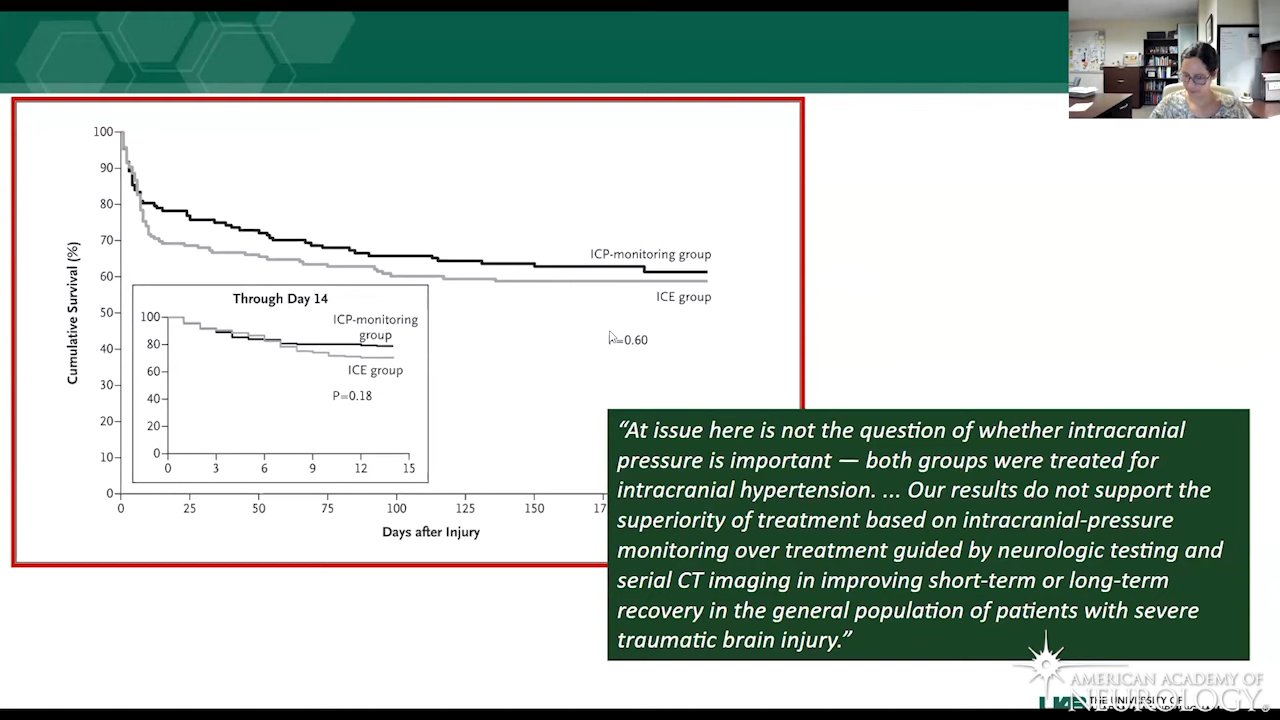 100
90
80
70
60
50
40
30
20
10
0
Cumulative Survival (%)
ICP-monitoring group
ICE group
=0.60
Through Day 14
100
80
60
40
20
0
ICP-monitoring
group
ICE group
P=0.18
0 3 6 9 12 15
0 25 50 75 100 125 150
Days after Injury
“At issue here is not the question of whether intracranial
pressure is important — both groups were treated for
intracranial hypertension. ... Our results do not support the
superiority of treatment based on intracranial-pressure
monitoring over treatment guided by neurologic testing and
serial CT imaging in improving short-term or long-term
recovery in the general population of patients with severe
traumatic brain injury.”
AMERICAN ACADEMY OF
NEUROLOGY®
THE UNIVERSITY OF